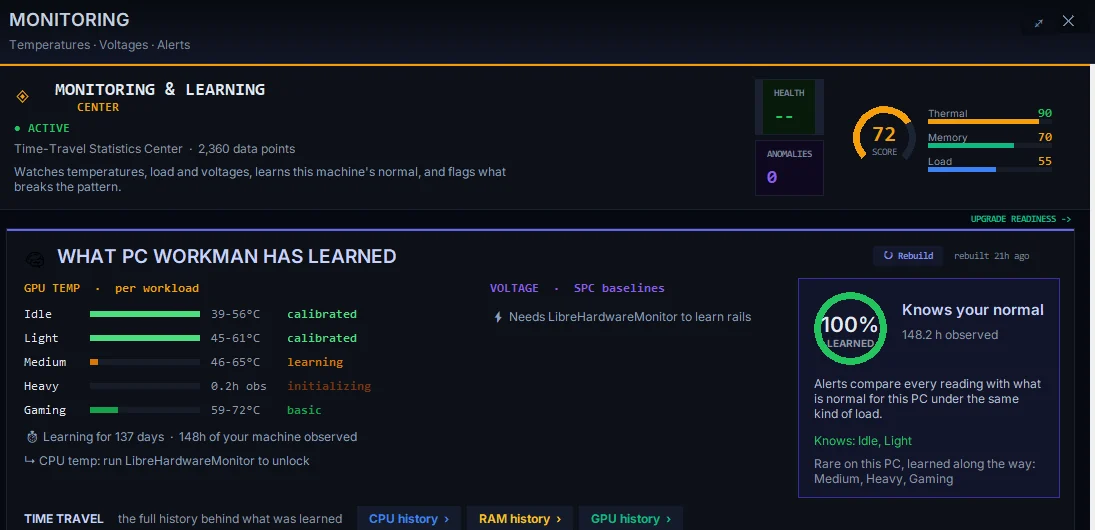 MONITORING
Temperatures · Voltages · Alerts
MONITORING & LEARNING
CENTER
● ACTIVE
Time-Travel Statistics Center · 2,360 data points
Watches temperatures, load and voltages, learns this machine's normal, and flags what
breaks the pattern.
HEALTH
--
ANOMALIES
0
72
SCORE
Thermal 90
Memory 70
Load 55
UPGRADE READINESS ->
WHAT PC WORKMAN HAS LEARNED
Rebuild rebuilt 21h ago
GPU TEMP · per workload
Idle 39-56°C calibrated
Light 45-61°C calibrated
Medium 46-65°C learning
Heavy 0.2h obs initializing
Gaming 59-72°C basic
Learning for 137 days · 148h of your machine observed
↳ CPU temp: run LibreHardwareMonitor to unlock
VOLTAGE · SPC baselines
Needs LibreHardwareMonitor to learn rails
100%
LEARNED
Knows your normal
148.2 h observed
Alerts compare every reading with what
is normal for this PC under the same
kind of load.
Knows: Idle, Light
Rare on this PC, learned along the way:
Medium, Heavy, Gaming
TIME TRAVEL the full history behind what was learned CPU history › RAM history › GPU history ›